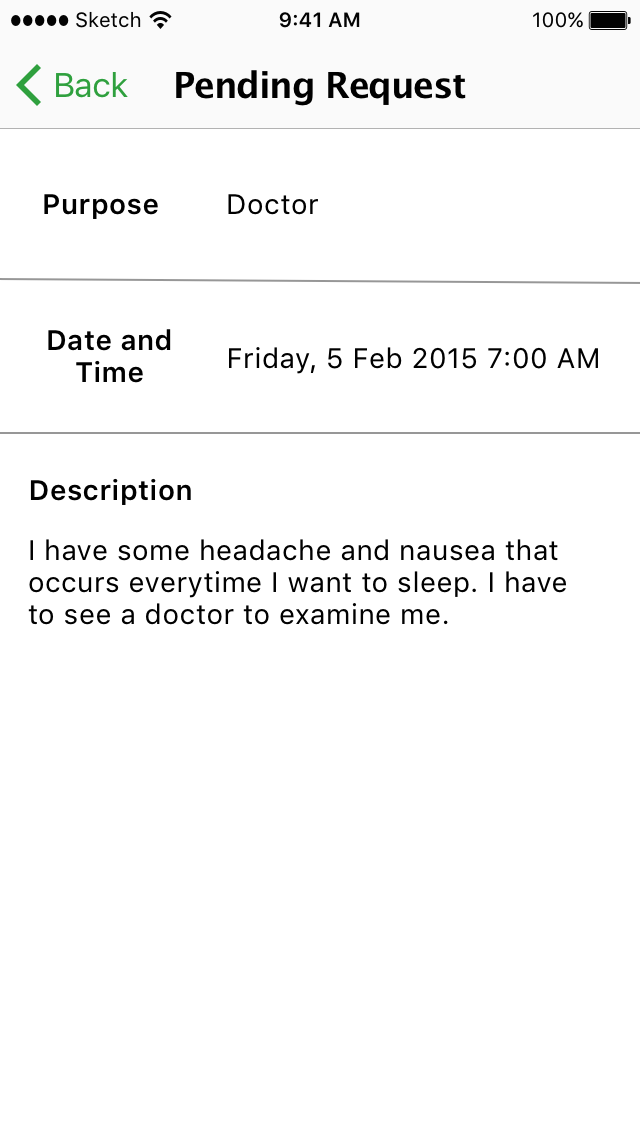 Sketch 9:41 AM 100%
Back Pending Request
Purpose Doctor
Date and
Time Friday, 5 Feb 2015 7:00 AM
Description
I have some headache and nausea that
occurs everytime I want to sleep. I have
to see a doctor to examine me.